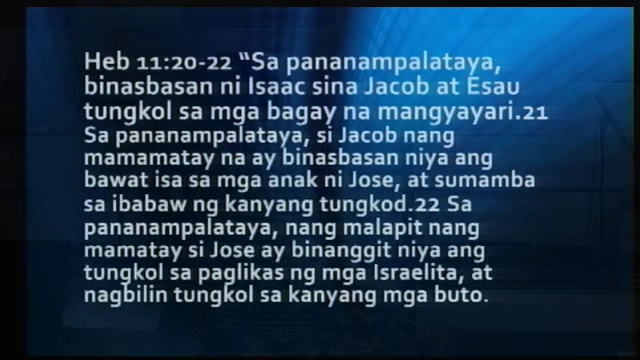 Heb 11:20-22 “Sa pananampalataya,
binasbasan ni Isaac sina Jacob at Esau
tungkol sa mga bagay na mangyayari.21
Sa pananampalataya, si Jacob nang
mamamatay na ay binasbasan niya ang
bawat isa sa mga anak ni Jose, at sumamba
sa ibabaw ng kanyang tungkod.22 Sa
pananampalataya, nang malapit nang
mamatay si Jose ay binanggit niya ang
tungkol sa paglikas ng mga Israelita, at
nagbilin tungkol sa kanyang mga buto.